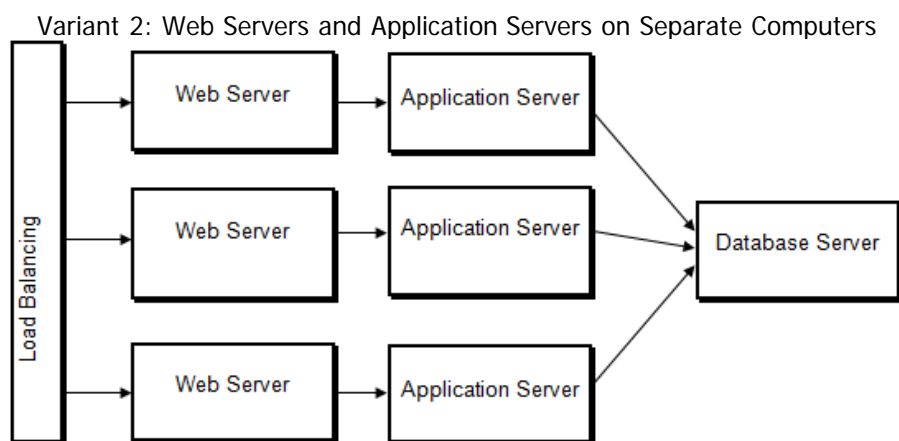 Variant 2: Web Servers and Application Servers on Separate Computers
Load Balancing
Web Server
Application Server
Web Server
Application Server
Database Server
Web Server
Application Server